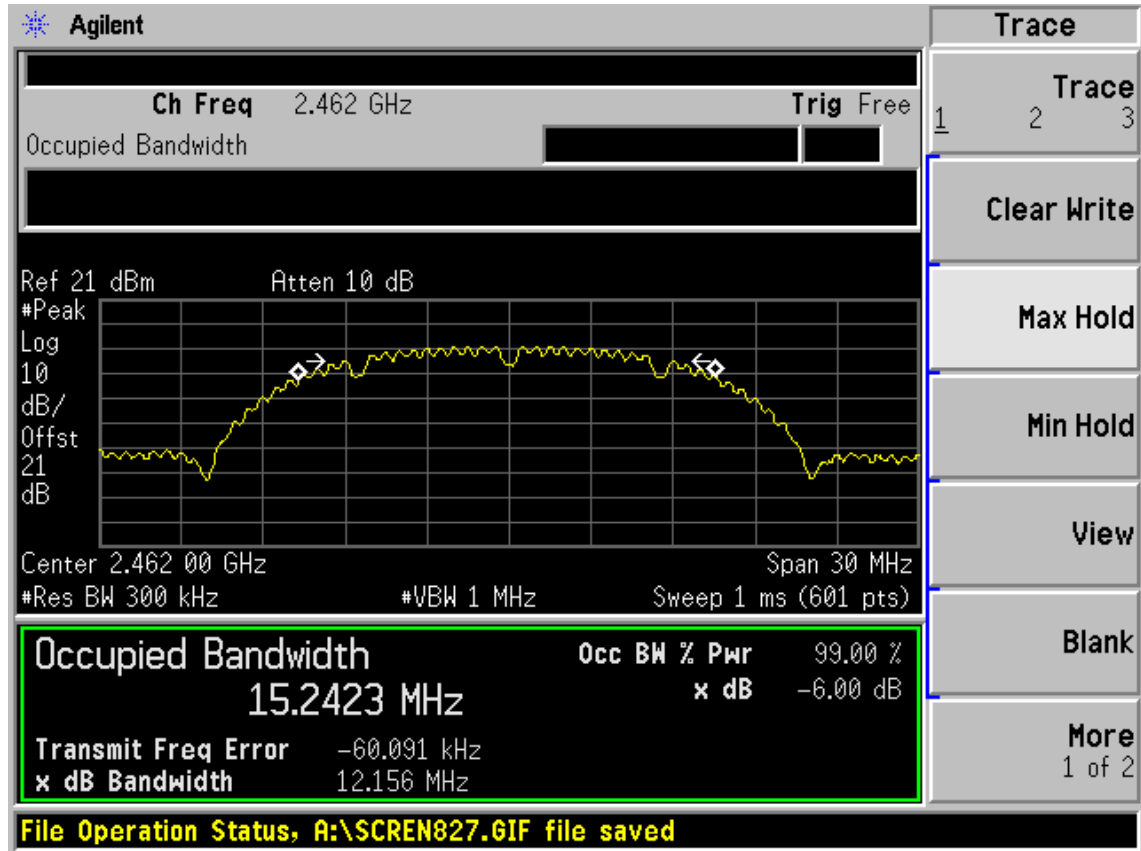 Agilent
Trace
Ch Freq 2.462 GHz Trig Free
Occupied Bandwidth
Trace
1 2 3
Clear Write
Ref 21 dBm Atten 10 dB
#Peak
Log
10
dB/
Offst
21
dB
Max Hold
Min Hold
View
Center 2.462 00 GHz Span 30 MHz
#Res BW 300 kHz #VBW 1 MHz Sweep 1 ms (601 pts)
Occupied Bandwidth Occ BW % Pwr 99.00 %
15.2423 MHz x dB -6.00 dB
Transmit Freq Error -60.091 kHz
x dB Bandwidth 12.156 MHz
Blank
More
1 of 2
File Operation Status, A:\SCREN827.GIF file saved